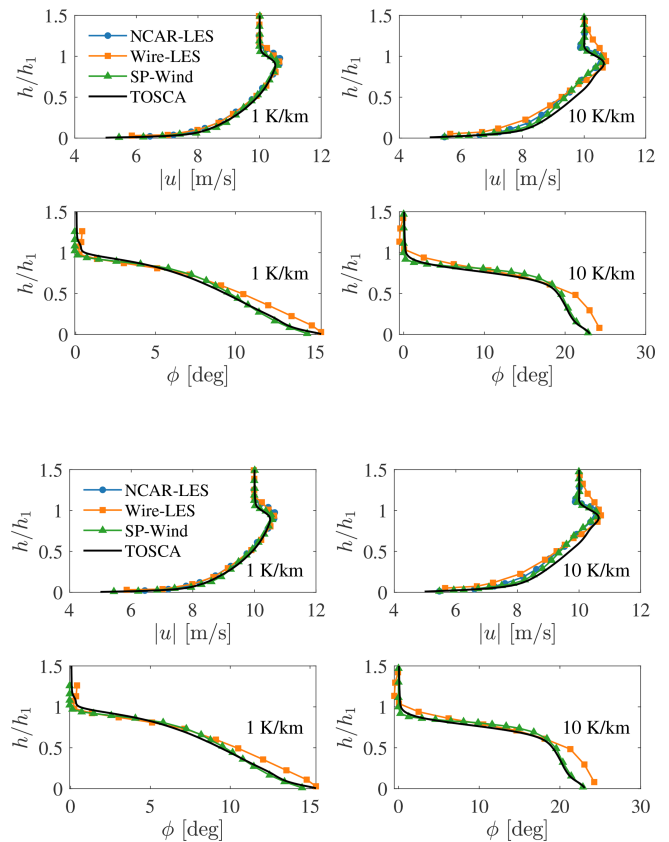 1.5
1
0.5
0
h/h₁
NCAR-LES
Wire-LES
SP-Wind
TOSCA
1 K/km
4 6 8 10 12
|u| [m/s]
1.5
1
0.5
0
h/h₁
10 K/km
4 6 8 10 12
|u| [m/s]
1.5
1
0.5
0
h/h₁
1 K/km
0 5 10 15
ϕ [deg]
1.5
1
0.5
0
h/h₁
10 K/km
0 10 20 30
ϕ [deg]
1.5
1
0.5
0
h/h₁
NCAR-LES
Wire-LES
SP-Wind
TOSCA
1 K/km
4 6 8 10 12
|u| [m/s]
1.5
1
0.5
0
h/h₁
10 K/km
4 6 8 10 12
|u| [m/s]
1.5
1
0.5
0
h/h₁
1 K/km
0 5 10 15
ϕ [deg]
1.5
1
0.5
0
h/h₁
10 K/km
0 10 20 30
ϕ [deg]